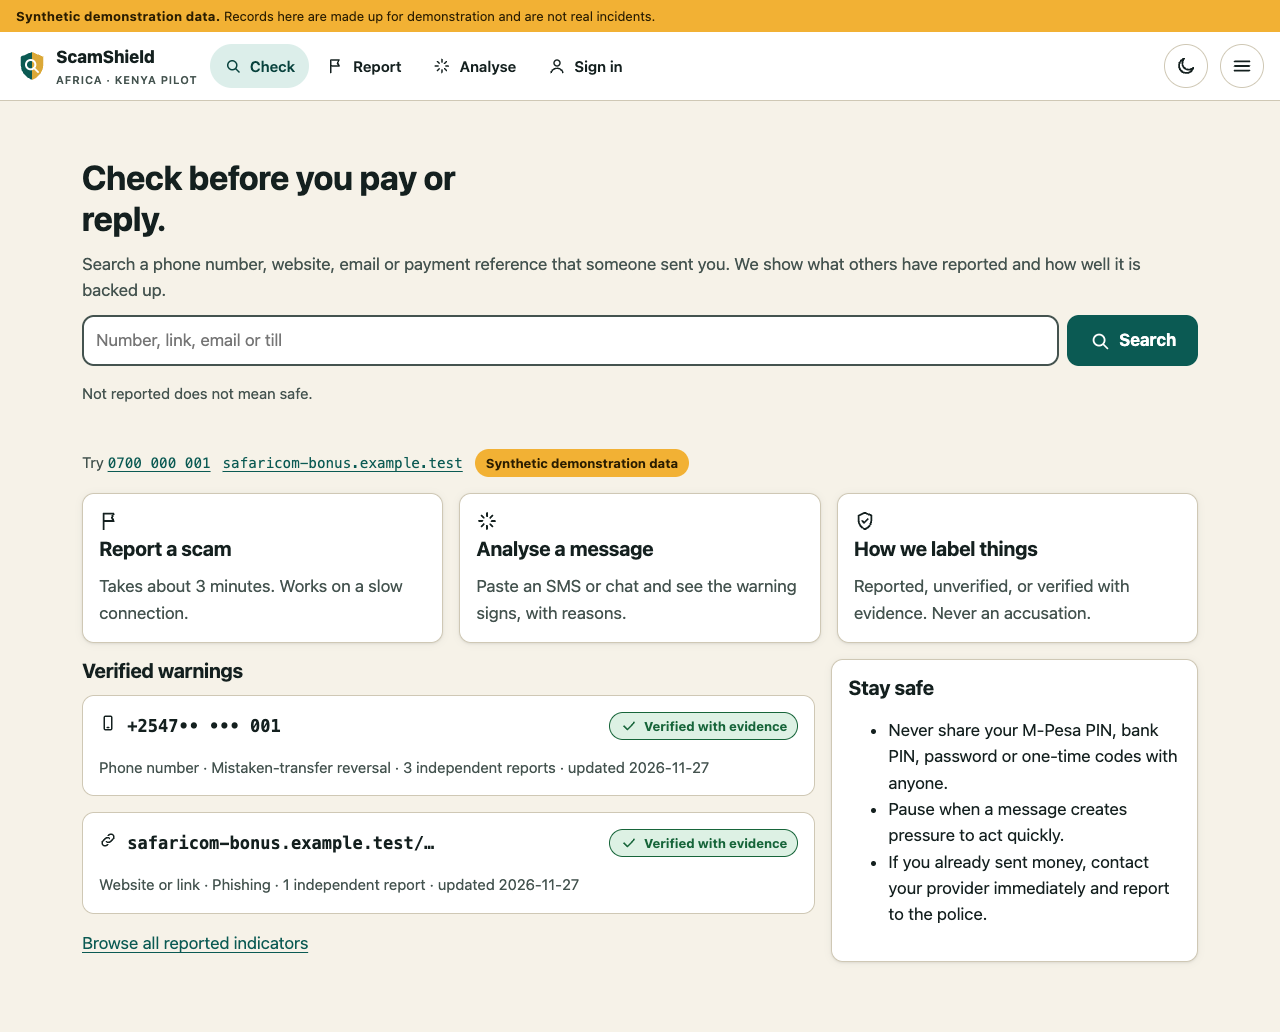 Synthetic demonstration data. Records here are made up for demonstration and are not real incidents.
ScamShield
AFRICA · KENYA PILOT
Check
Report
Analyse
Sign in
Check before you pay or
reply.
Search a phone number, website, email or payment reference that someone sent you. We show what others have reported and how well it is
backed up.
Number, link, email or till
Search
Not reported does not mean safe.
Try 0700 000 001 safaricom-bonus.example.test Synthetic demonstration data
Report a scam
Takes about 3 minutes. Works on a slow
connection.
Analyse a message
Paste an SMS or chat and see the warning
signs, with reasons.
How we label things
Reported, unverified, or verified with
evidence. Never an accusation.
Verified warnings
+2547•• ••• 001
Verified with evidence
Phone number · Mistaken-transfer reversal · 3 independent reports · updated 2026-11-27
safaricom-bonus.example.test/…
Verified with evidence
Website or link · Phishing · 1 independent report · updated 2026-11-27
Browse all reported indicators
Stay safe
• Never share your M-Pesa PIN, bank
PIN, password or one-time codes with
anyone.
• Pause when a message creates
pressure to act quickly.
• If you already sent money, contact
your provider immediately and report
to the police.